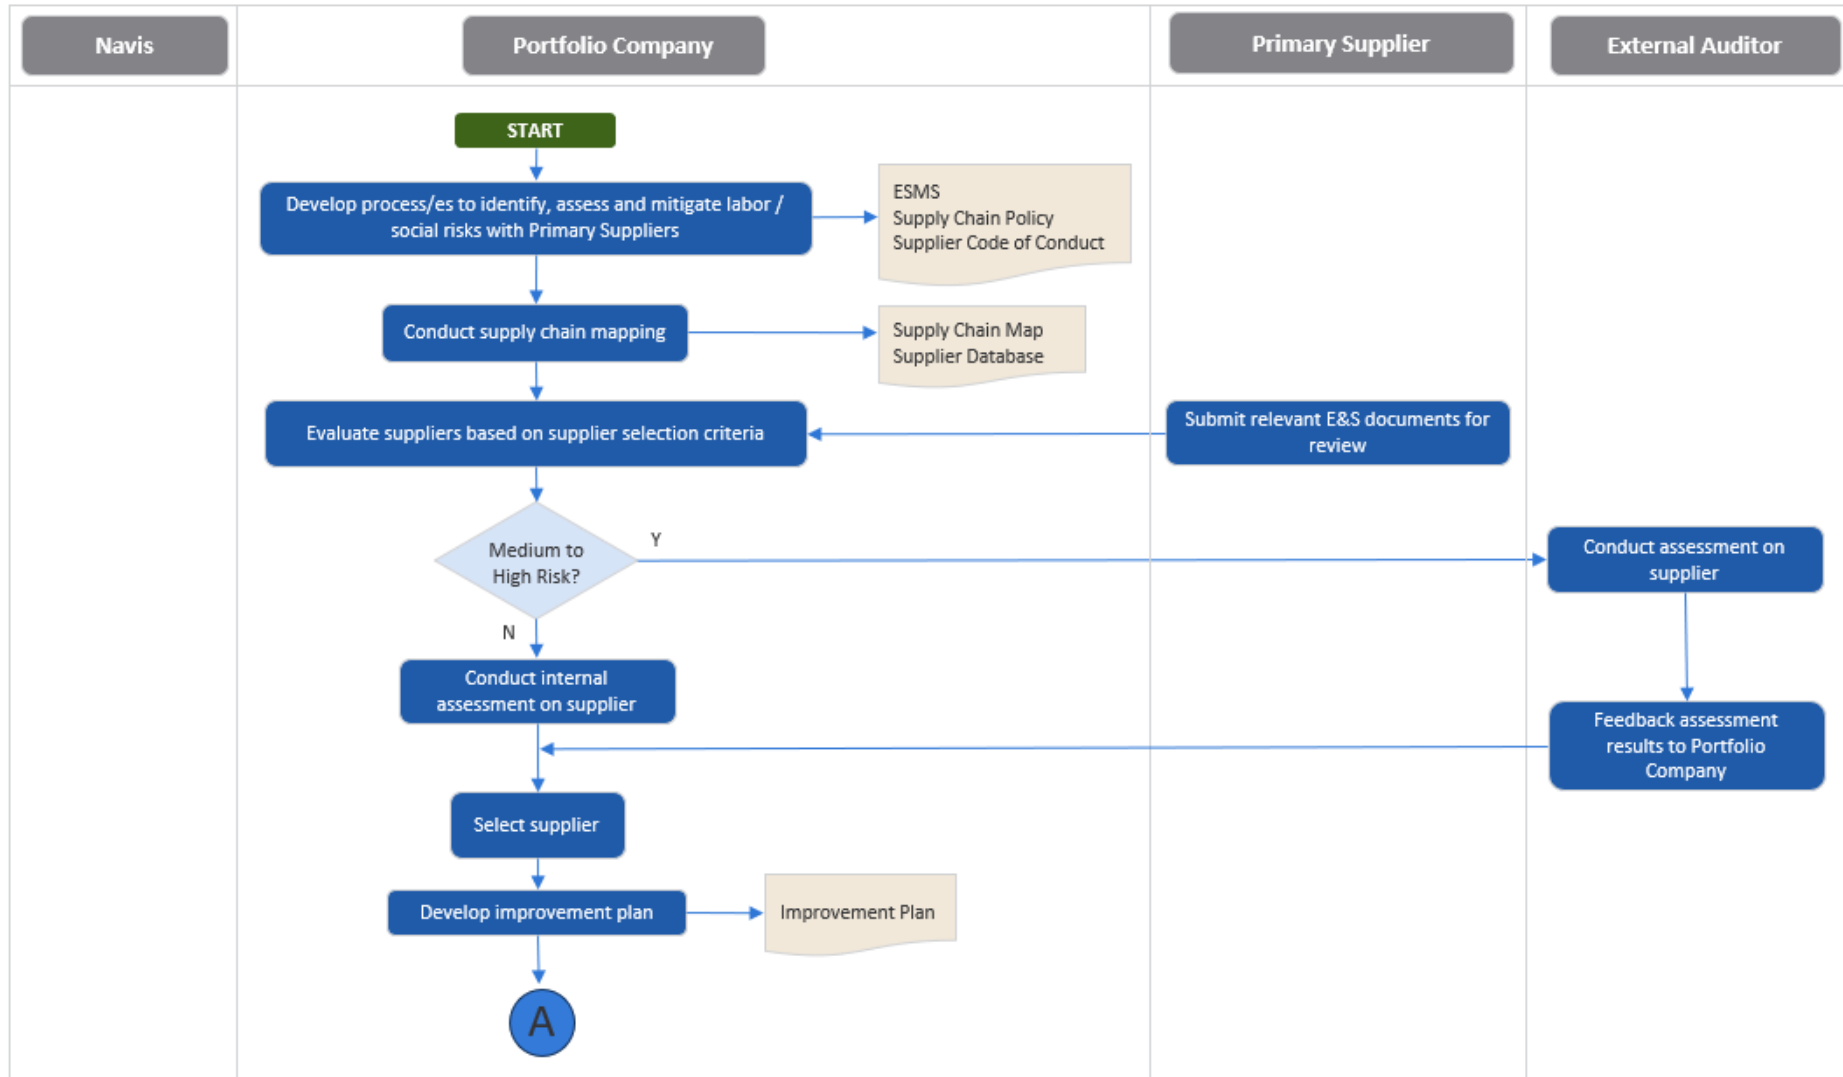 Navis
Portfolio Company
Primary Supplier
External Auditor
START
Develop process/es to identify, assess and mitigate labor /
social risks with Primary Suppliers
ESMS
Supply Chain Policy
Supplier Code of Conduct
Conduct supply chain mapping
Supply Chain Map
Supplier Database
Evaluate suppliers based on supplier selection criteria
Submit relevant E&S documents for
review
Medium to
High Risk?
Y
Conduct assessment on
supplier
N
Conduct internal
assessment on supplier
Feedback assessment
results to Portfolio
Company
Select supplier
Develop improvement plan
Improvement Plan
A